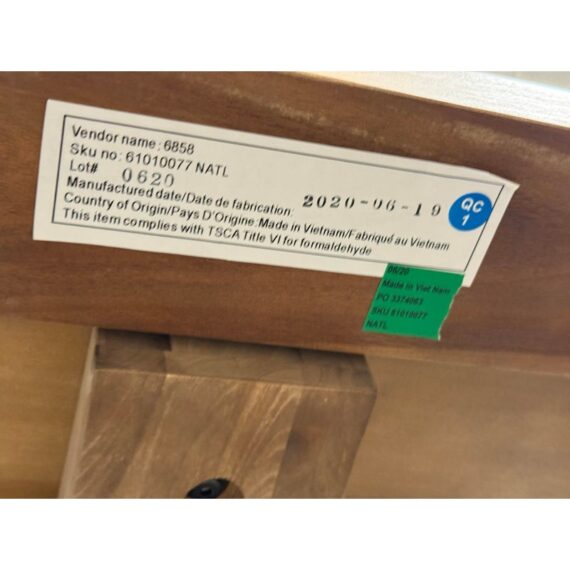 Vendor name: 6858
Sku no: 61010077 NATL
Lot# 0620
Manufactured date/Date de fabrication: 2020-06-19
Country of Origin/Pays D'Origine:Made in Vietnam/Fabriqué au Vietnam
This item complies with TSCA Title VI for formaldehyde
QC
1
06/20
Made in Viet Nam
PO 3374063
SKU 61010077
NATL